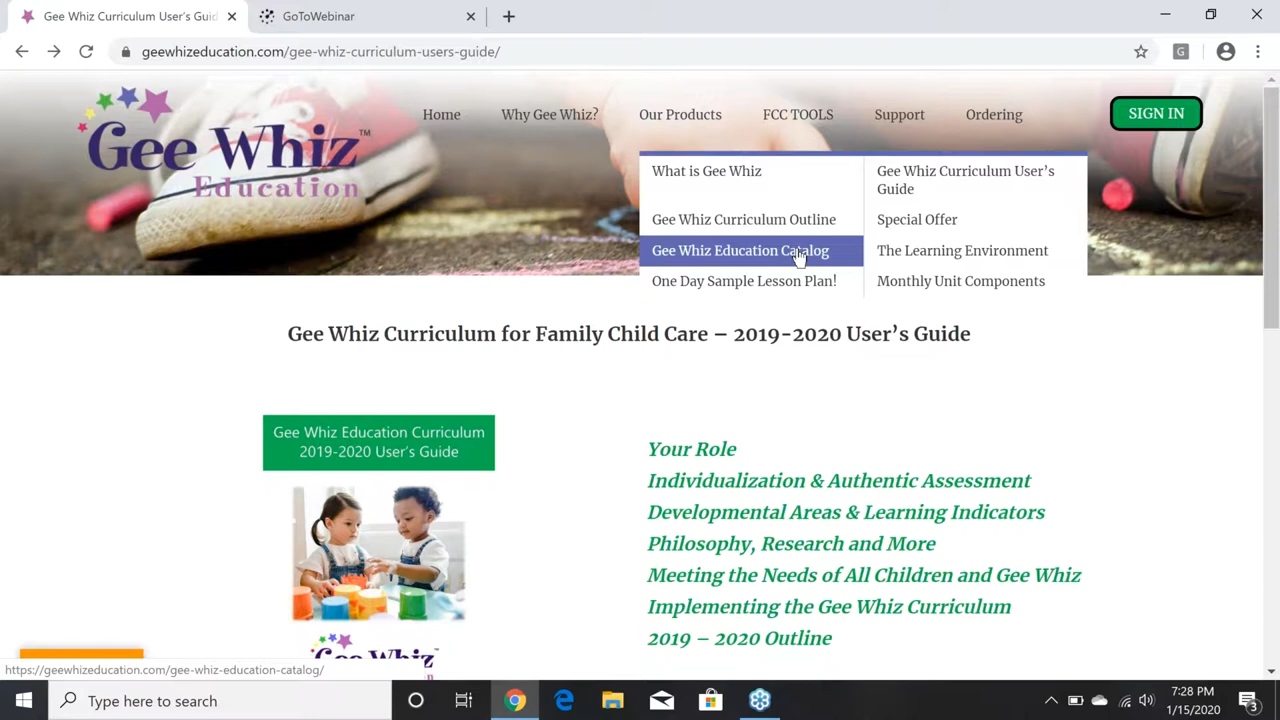 Gee Whiz Curriculum User's Guid
GoToWebinar
geewhizeducation.com/gee-whiz-curriculum-users-guide/
G
Gee Whiz™
Education
Home
Why Gee Whiz?
Our Products
FCC TOOLS
Support
Ordering
SIGN IN
What is Gee Whiz
Gee Whiz Curriculum Outline
Gee Whiz Education Catalog
One Day Sample Lesson Plan!
Gee Whiz Curriculum User's
Guide
Special Offer
The Learning Environment
Monthly Unit Components
Gee Whiz Curriculum for Family Child Care – 2019-2020 User's Guide
Gee Whiz Education Curriculum
2019-2020 User's Guide
Gee Whiz™
Your Role
Individualization & Authentic Assessment
Developmental Areas & Learning Indicators
Philosophy, Research and More
Meeting the Needs of All Children and Gee Whiz
Implementing the Gee Whiz Curriculum
2019 – 2020 Outline
https://geewhizeducation.com/gee-whiz-education-catalog/
Type here to search
7:28 PM
1/15/2020
3